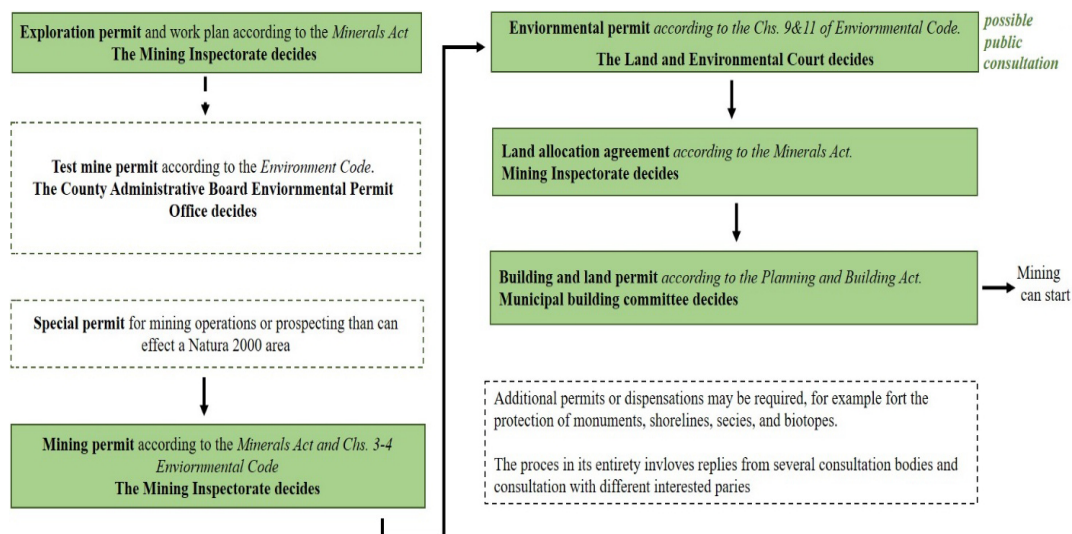 Exploration permit and work plan according to the Minerals Act
The Mining Inspectorate decides
Test mine permit according to the Environment Code.
The County Administrative Board Enviornmental Permit
Office decides
Special permit for mining operations or prospecting than can
effect a Natura 2000 area
Mining permit according to the Minerals Act and Chs. 3-4
Enviornmental Code
The Mining Inspectorate decides
Enviornmental permit according to the Chs. 9&11 of Enviornmental Code.
The Land and Environmental Court decides
possible
public
consultation
Land allocation agreement according to the Minerals Act.
Mining Inspectorate decides
Building and land permit according to the Planning and Building Act.
Municipal building committee decides
Mining
can start
Additional permits or dispensations may be required, for example fort the
protection of monuments, shorelines, secies, and biotopes.
The proces in its entirety invloves replies from several consultation bodies and
consultation with different interested paries